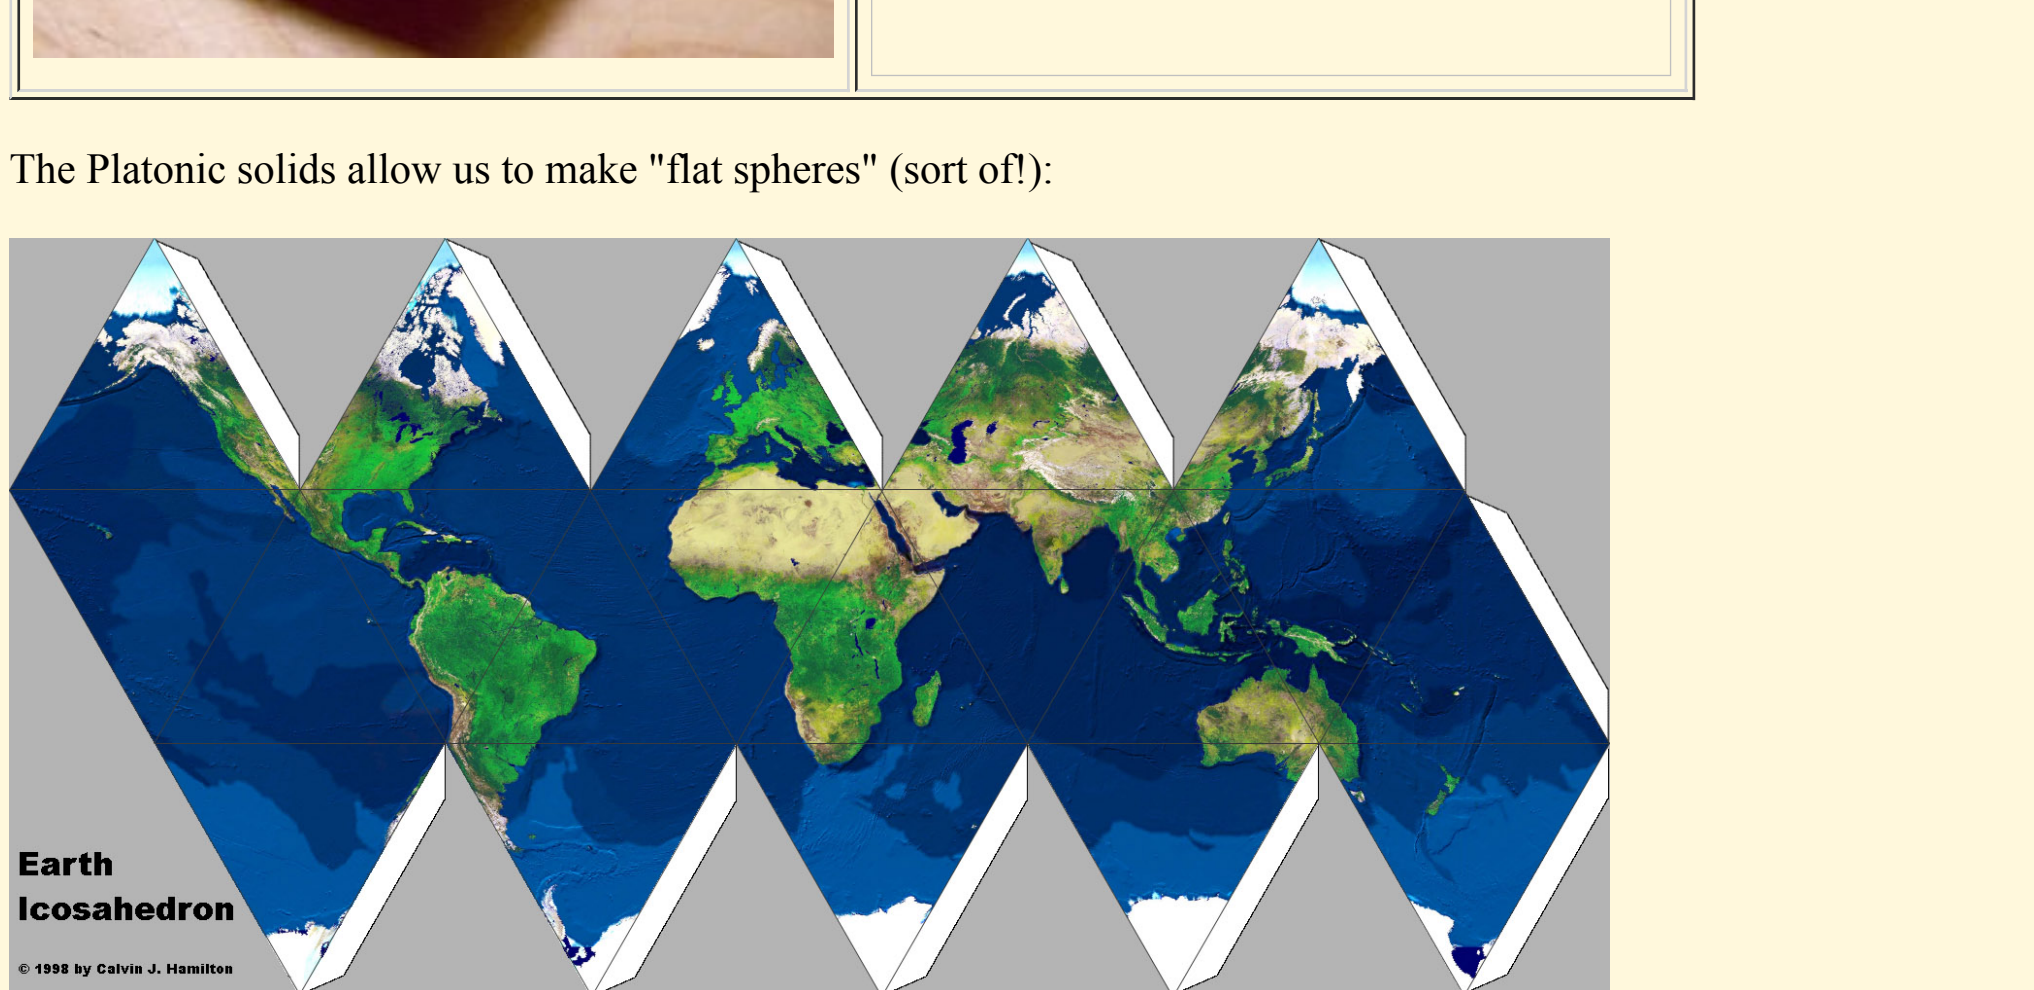 The Platonic solids allow us to make "flat spheres" (sort of!):
Earth
Icosahedron
© 1998 by Calvin J. Hamilton